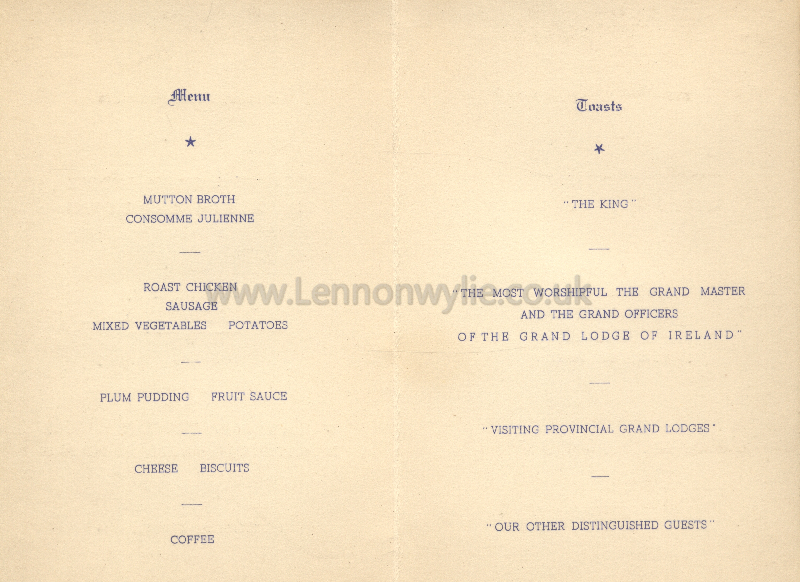 Menu
MUTTON BROTH
CONSOMME JULIENNE
ROAST CHICKEN
SAUSAGE
MIXED VEGETABLES POTATOES
PLUM PUDDING FRUIT SAUCE
CHEESE BISCUITS
COFFEE
Toasts
"THE KING"
"THE MOST WORSHIPFUL THE GRAND MASTER
AND THE GRAND OFFICERS
OF THE GRAND LODGE OF IRELAND"
"VISITING PROVINCIAL GRAND LODGES"
"OUR OTHER DISTINGUISHED GUESTS"
www.Lennonwylie.co.uk